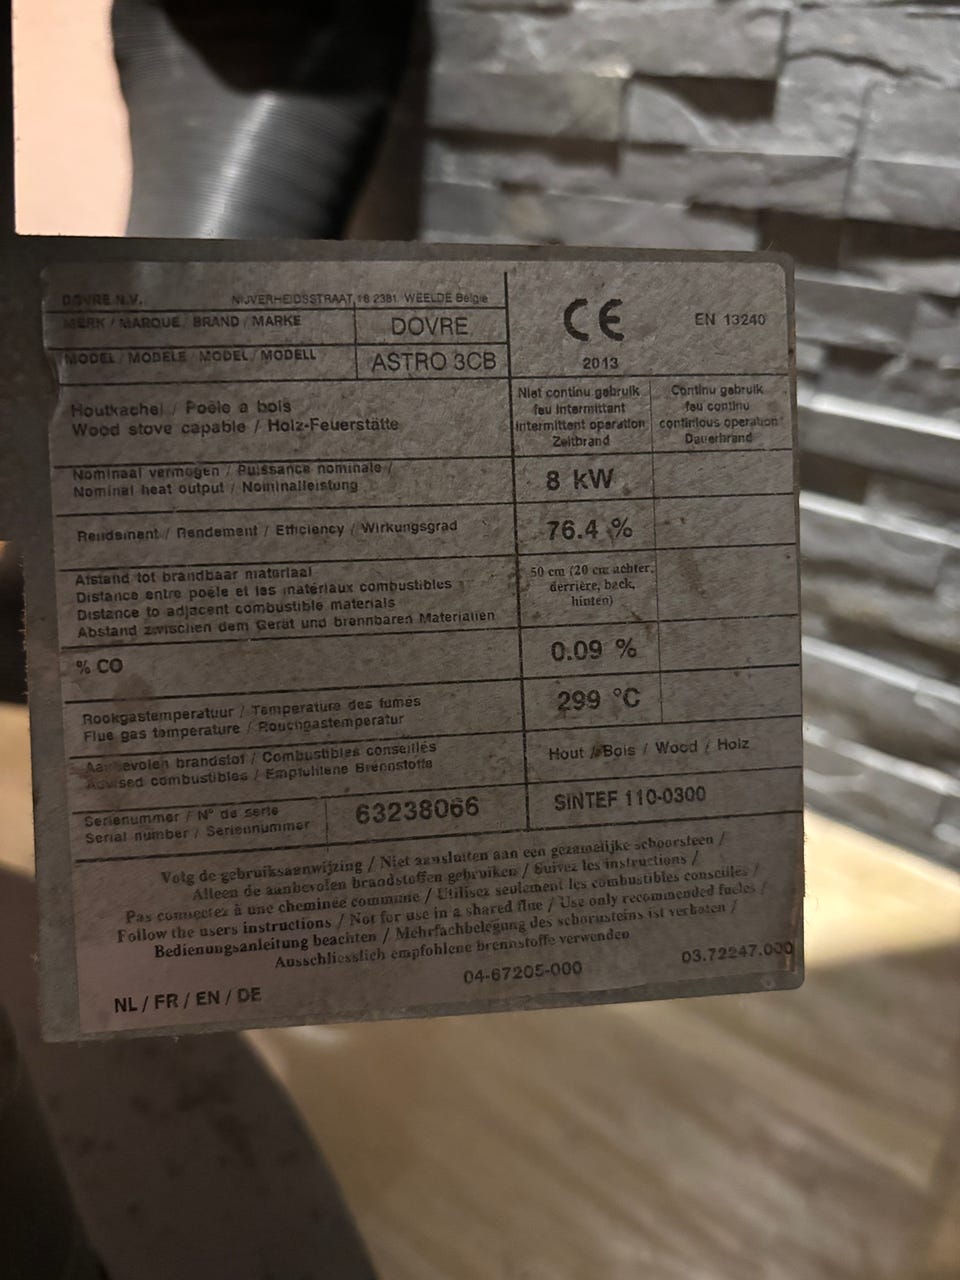 DOVRE N.V. NIJVERHEIDSSTRAAT 18 2381 WEELDE België
MERK / MARQUE / BRAND / MARKE DOVRE
MODEL / MODELE / MODEL / MODELL ASTRO 3CB
CE EN 13240
2013
Houtkachel / Poêle a bois
Wood stove capable / Holz-Feuerstätte
Niet continu gebruik
feu intermittent
intermittent operation
Zeitbrand
Continu gebruik
feu continu
continious operation
Dauerbrand
Nominaal vermogen / Puissance nominale /
Nominal heat output / Nominalleistung
8 kW
Rendement / Rendement / Efficiency / Wirkungsgrad 76.4 %
Afstand tot brandbaar materiaal
Distance entre poêle et les matériaux combustibles
Distance to adjacent combustible materials
Abstand zwischen dem Gerät und brennbaren Materialien
50 cm (20 cm achter,
derrière, back,
hinten)
% CO 0.09 %
Rookgastemperatuur / Temperature des fumés
Flue gas temperature / Rauchgastemperatur
299 °C
Aanbevolen brandstof / Combustibles conseillés
Advised combustibles / Empfohlene Brennstoffe
Hout / Bois / Wood / Holz
Serienummer / N° de serie
Serial number / Seriennummer
63238066
SINTEF 110-0300
Volg de gebruiksaanwijzing / Niet aansluiten aan een gezamelijke schoorsteen /
Alleen de aanbevolen brandstoffen gebruiken / Suivez les instructions /
Pas connectez à une cheminée commune / Utilisez seulement les combustibles conseilles /
Follow the users instructions / Not for use in a shared flue / Use only recommended fueles /
Bedienungsanleitung beachten / Mehrfachbelegung des schornsteins ist verboten /
Ausschliesslich empfohlene brennstoffe verwenden
NL / FR / EN / DE 04-67205-000 03.72247.000